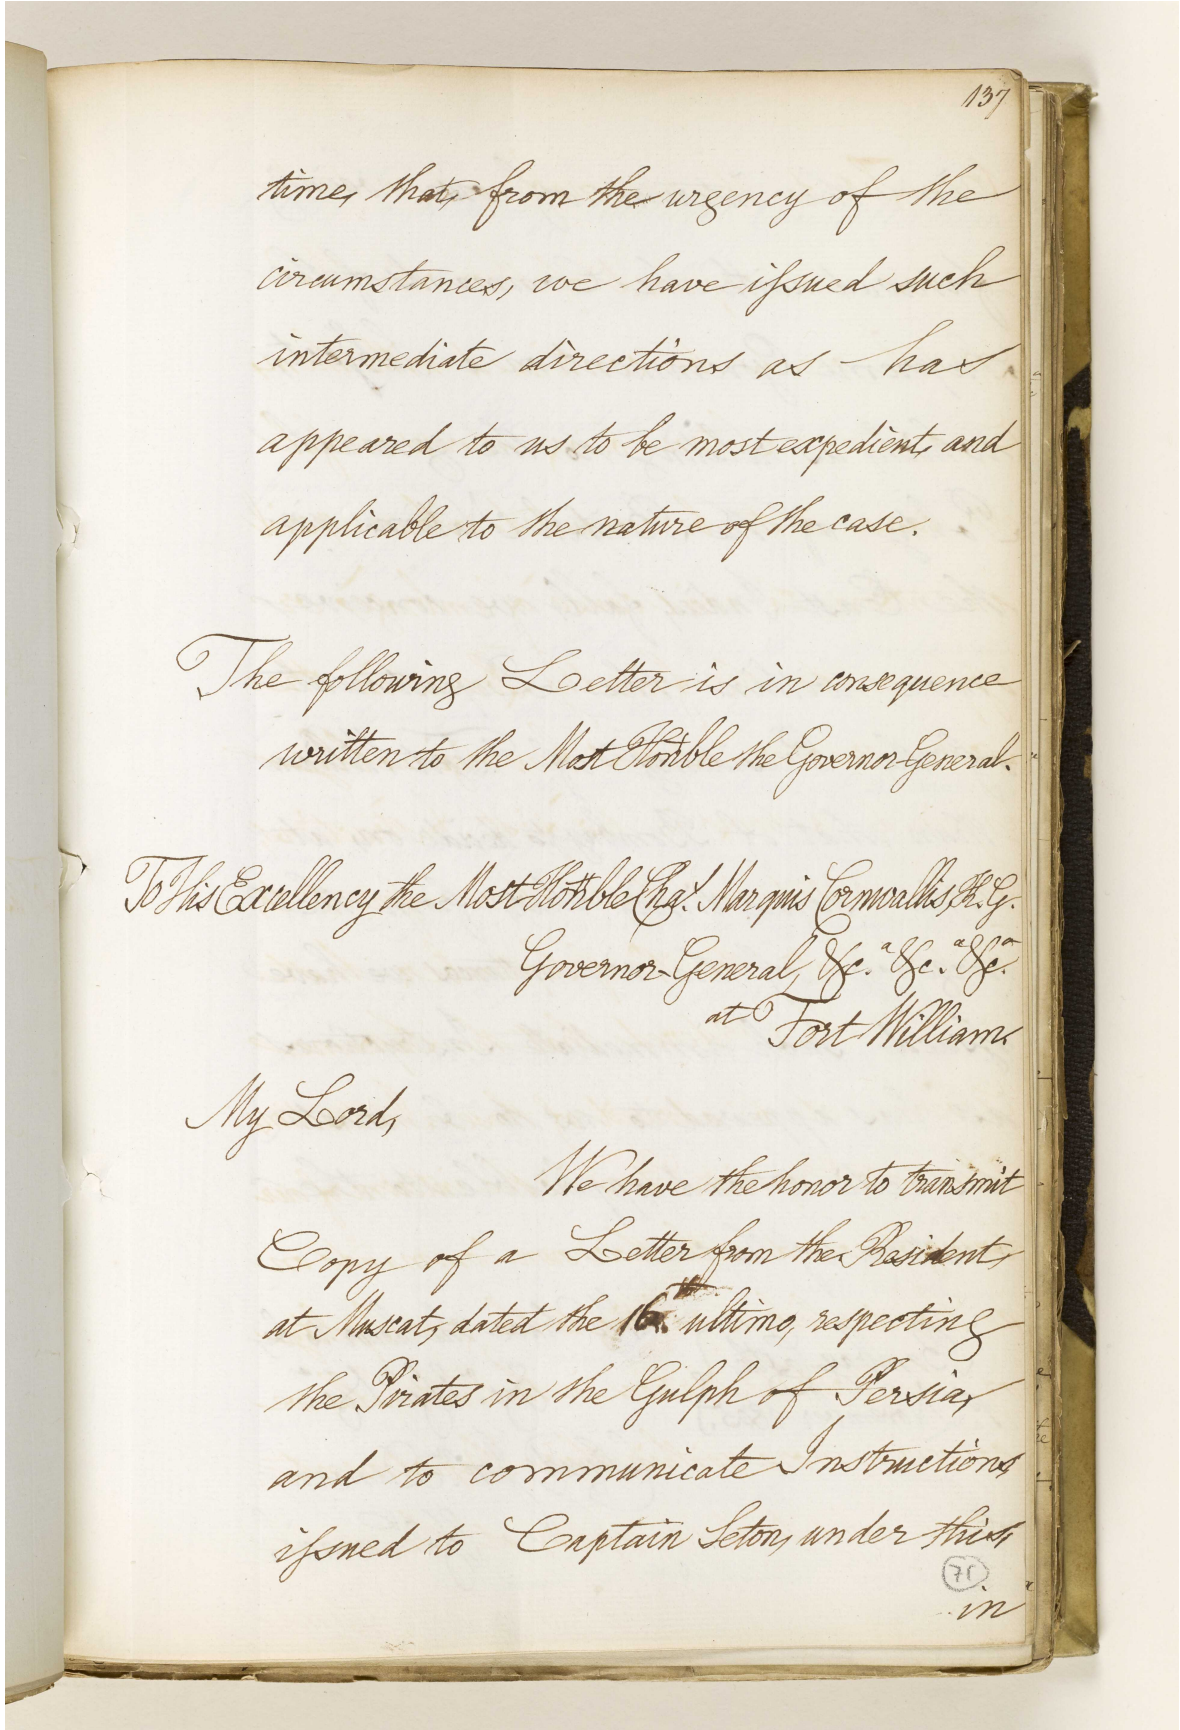 137
time, that, from the urgency of the
circumstances, we have issued such
intermediate directions as has
appeared to us to be most expedient, and
applicable to the nature of the case.
The following Letter is in consequence
written to the Most Honble the Governor General.
To His Excellency the Most Honble Cha.s Marquis Cornwallis, K.G.
Governor-General, &c.a &c.a &c.a
at Fort William.
My Lord,
We have the honor to transmit
Copy of a Letter from the Resident,
at Muscat, dated the 16th ultimo, respecting
the Pirates in the Gulph of Persia,
and to communicate Instructions
issued to Captain Seton, under this,
71
in